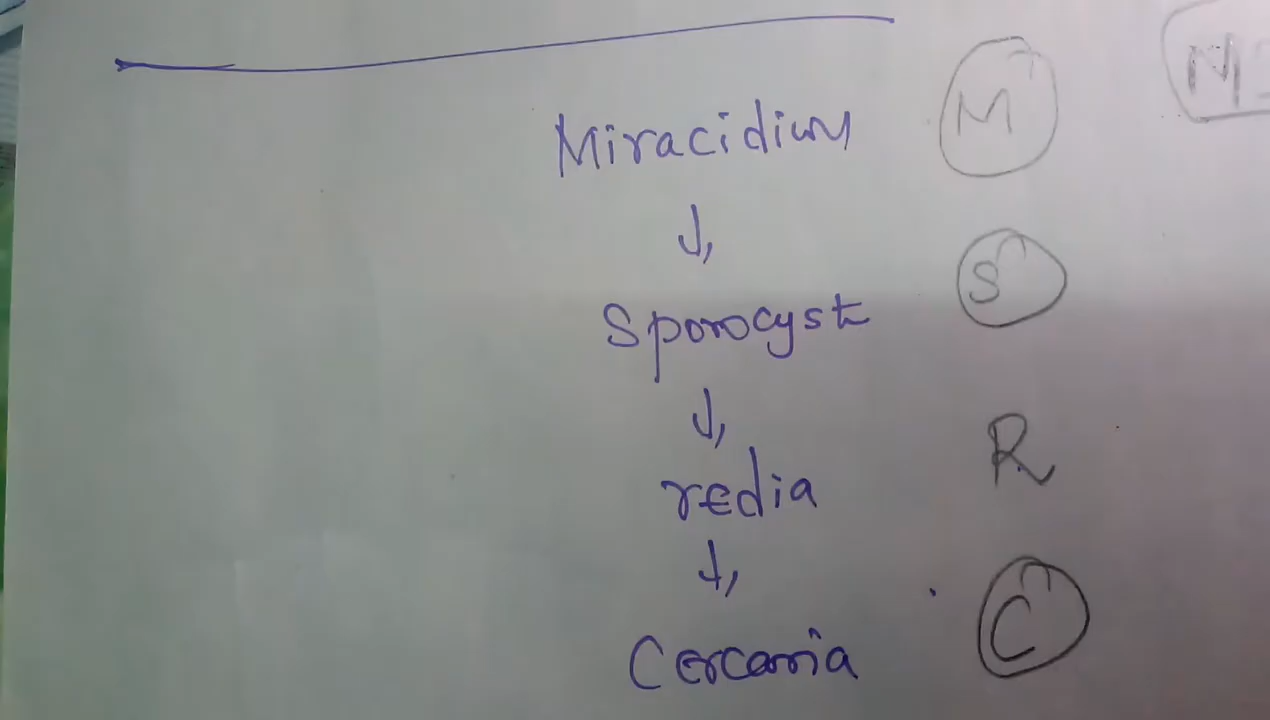 Miracidium M
↓
Sporocyst S
↓
redia R
↓
Cercaria C